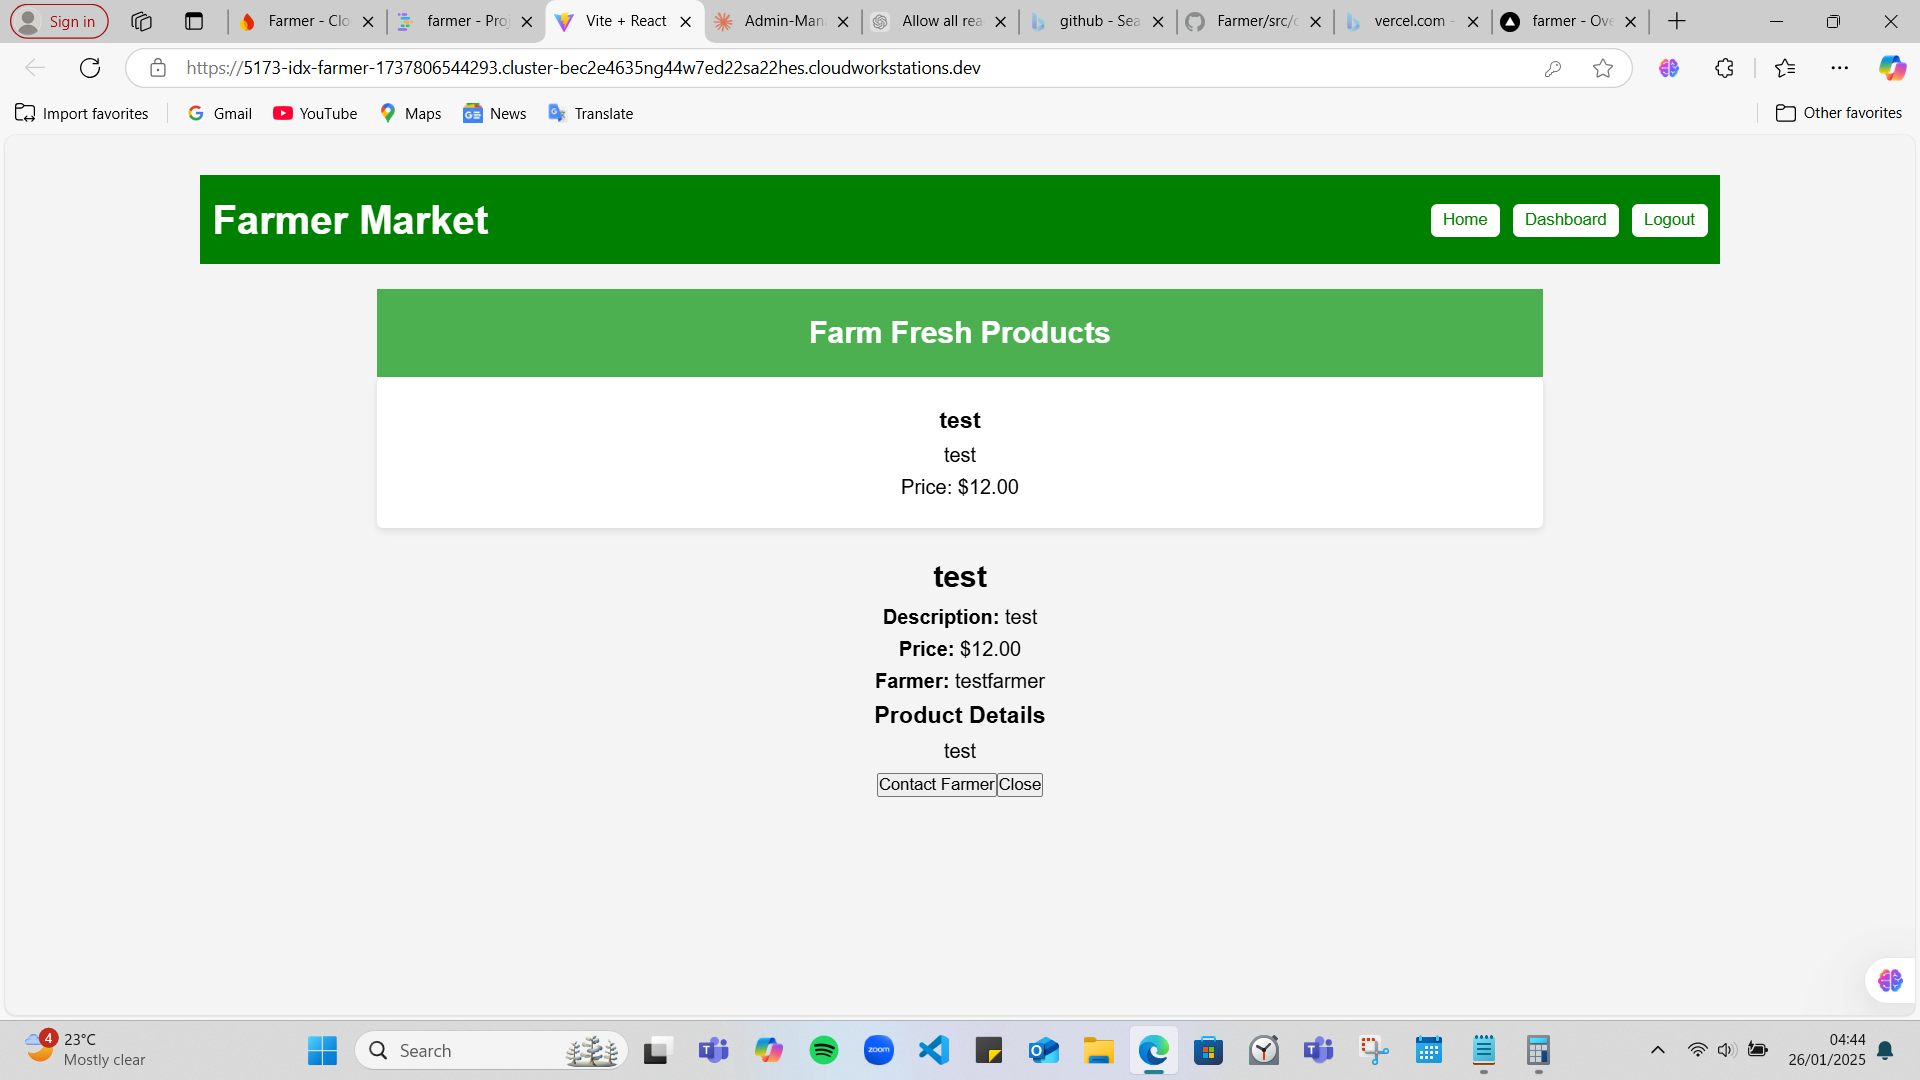 Sign in
Farmer - Clo
farmer - Proj
Vite + React
Admin-Man
Allow all rea
github - Sea
Farmer/src/c
vercel.com -
farmer - Ove
https://5173-idx-farmer-1737806544293.cluster-bec2e4635ng44w7ed22sa22hes.cloudworkstations.dev
Import favorites
Gmail
YouTube
Maps
News
Translate
Other favorites
Farmer Market
Home
Dashboard
Logout
Farm Fresh Products
test
test
Price: $12.00
test
Description: test
Price: $12.00
Farmer: testfarmer
Product Details
test
Contact Farmer
Close
4
23°C
Mostly clear
Search
zoom
04:44
26/01/2025